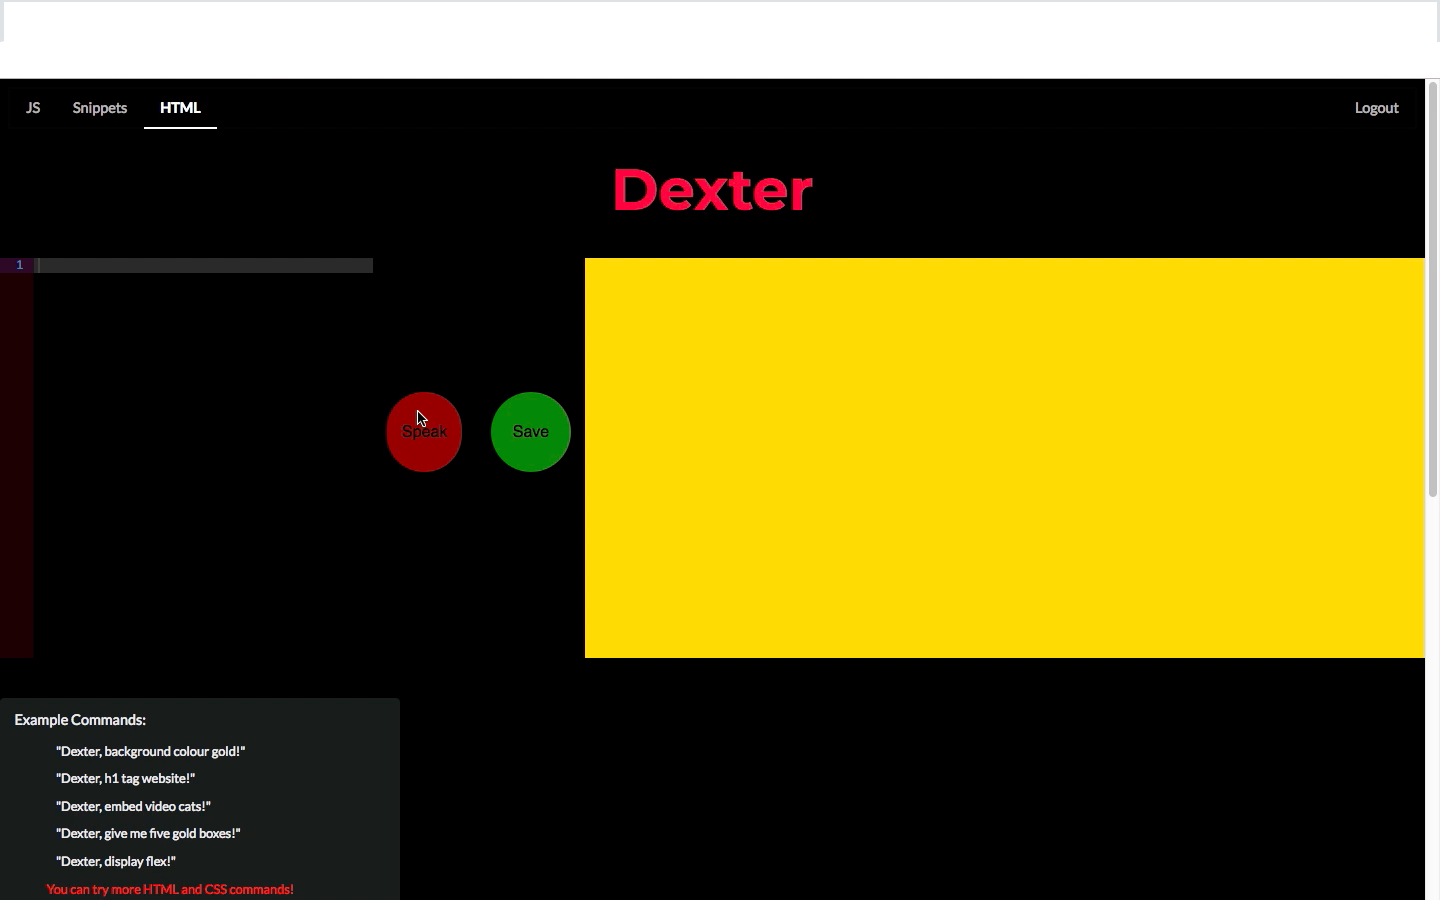 JS Snippets HTML Logout
Dexter
1
Speak Save
Example Commands:
"Dexter, background colour gold!"
"Dexter, h1 tag website!"
"Dexter, embed video cats!"
"Dexter, give me five gold boxes!"
"Dexter, display flex!"
You can try more HTML and CSS commands!